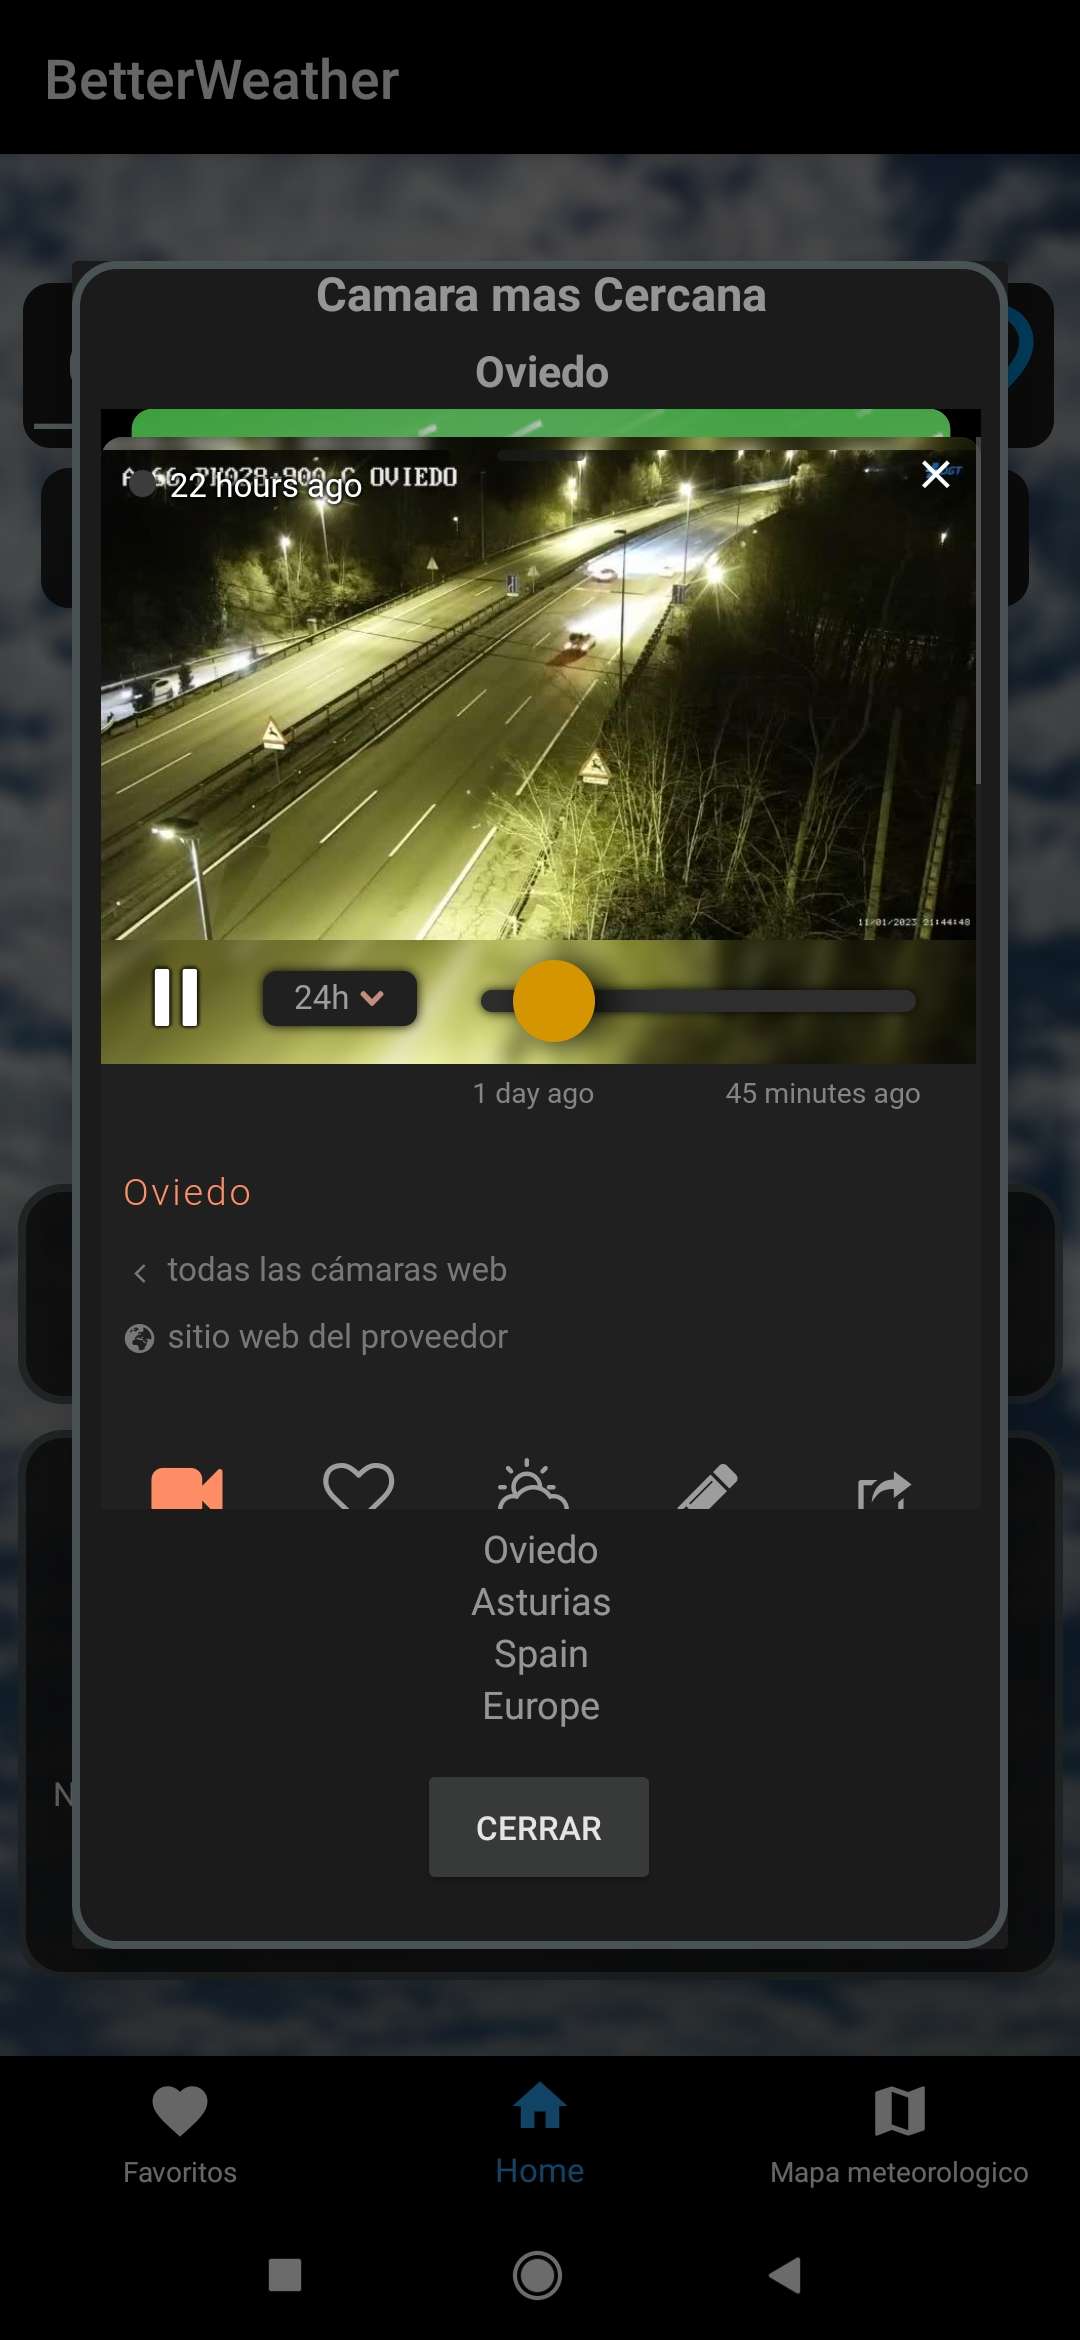 BetterWeather
Camara mas Cercana
Oviedo
22 hours ago
OVIEDO
11/01/2023 21:44:48
24h
1 day ago
45 minutes ago
Oviedo
todas las cámaras web
sitio web del proveedor
Oviedo
Asturias
Spain
Europe
CERRAR
N
Favoritos
Home
Mapa meteorologico